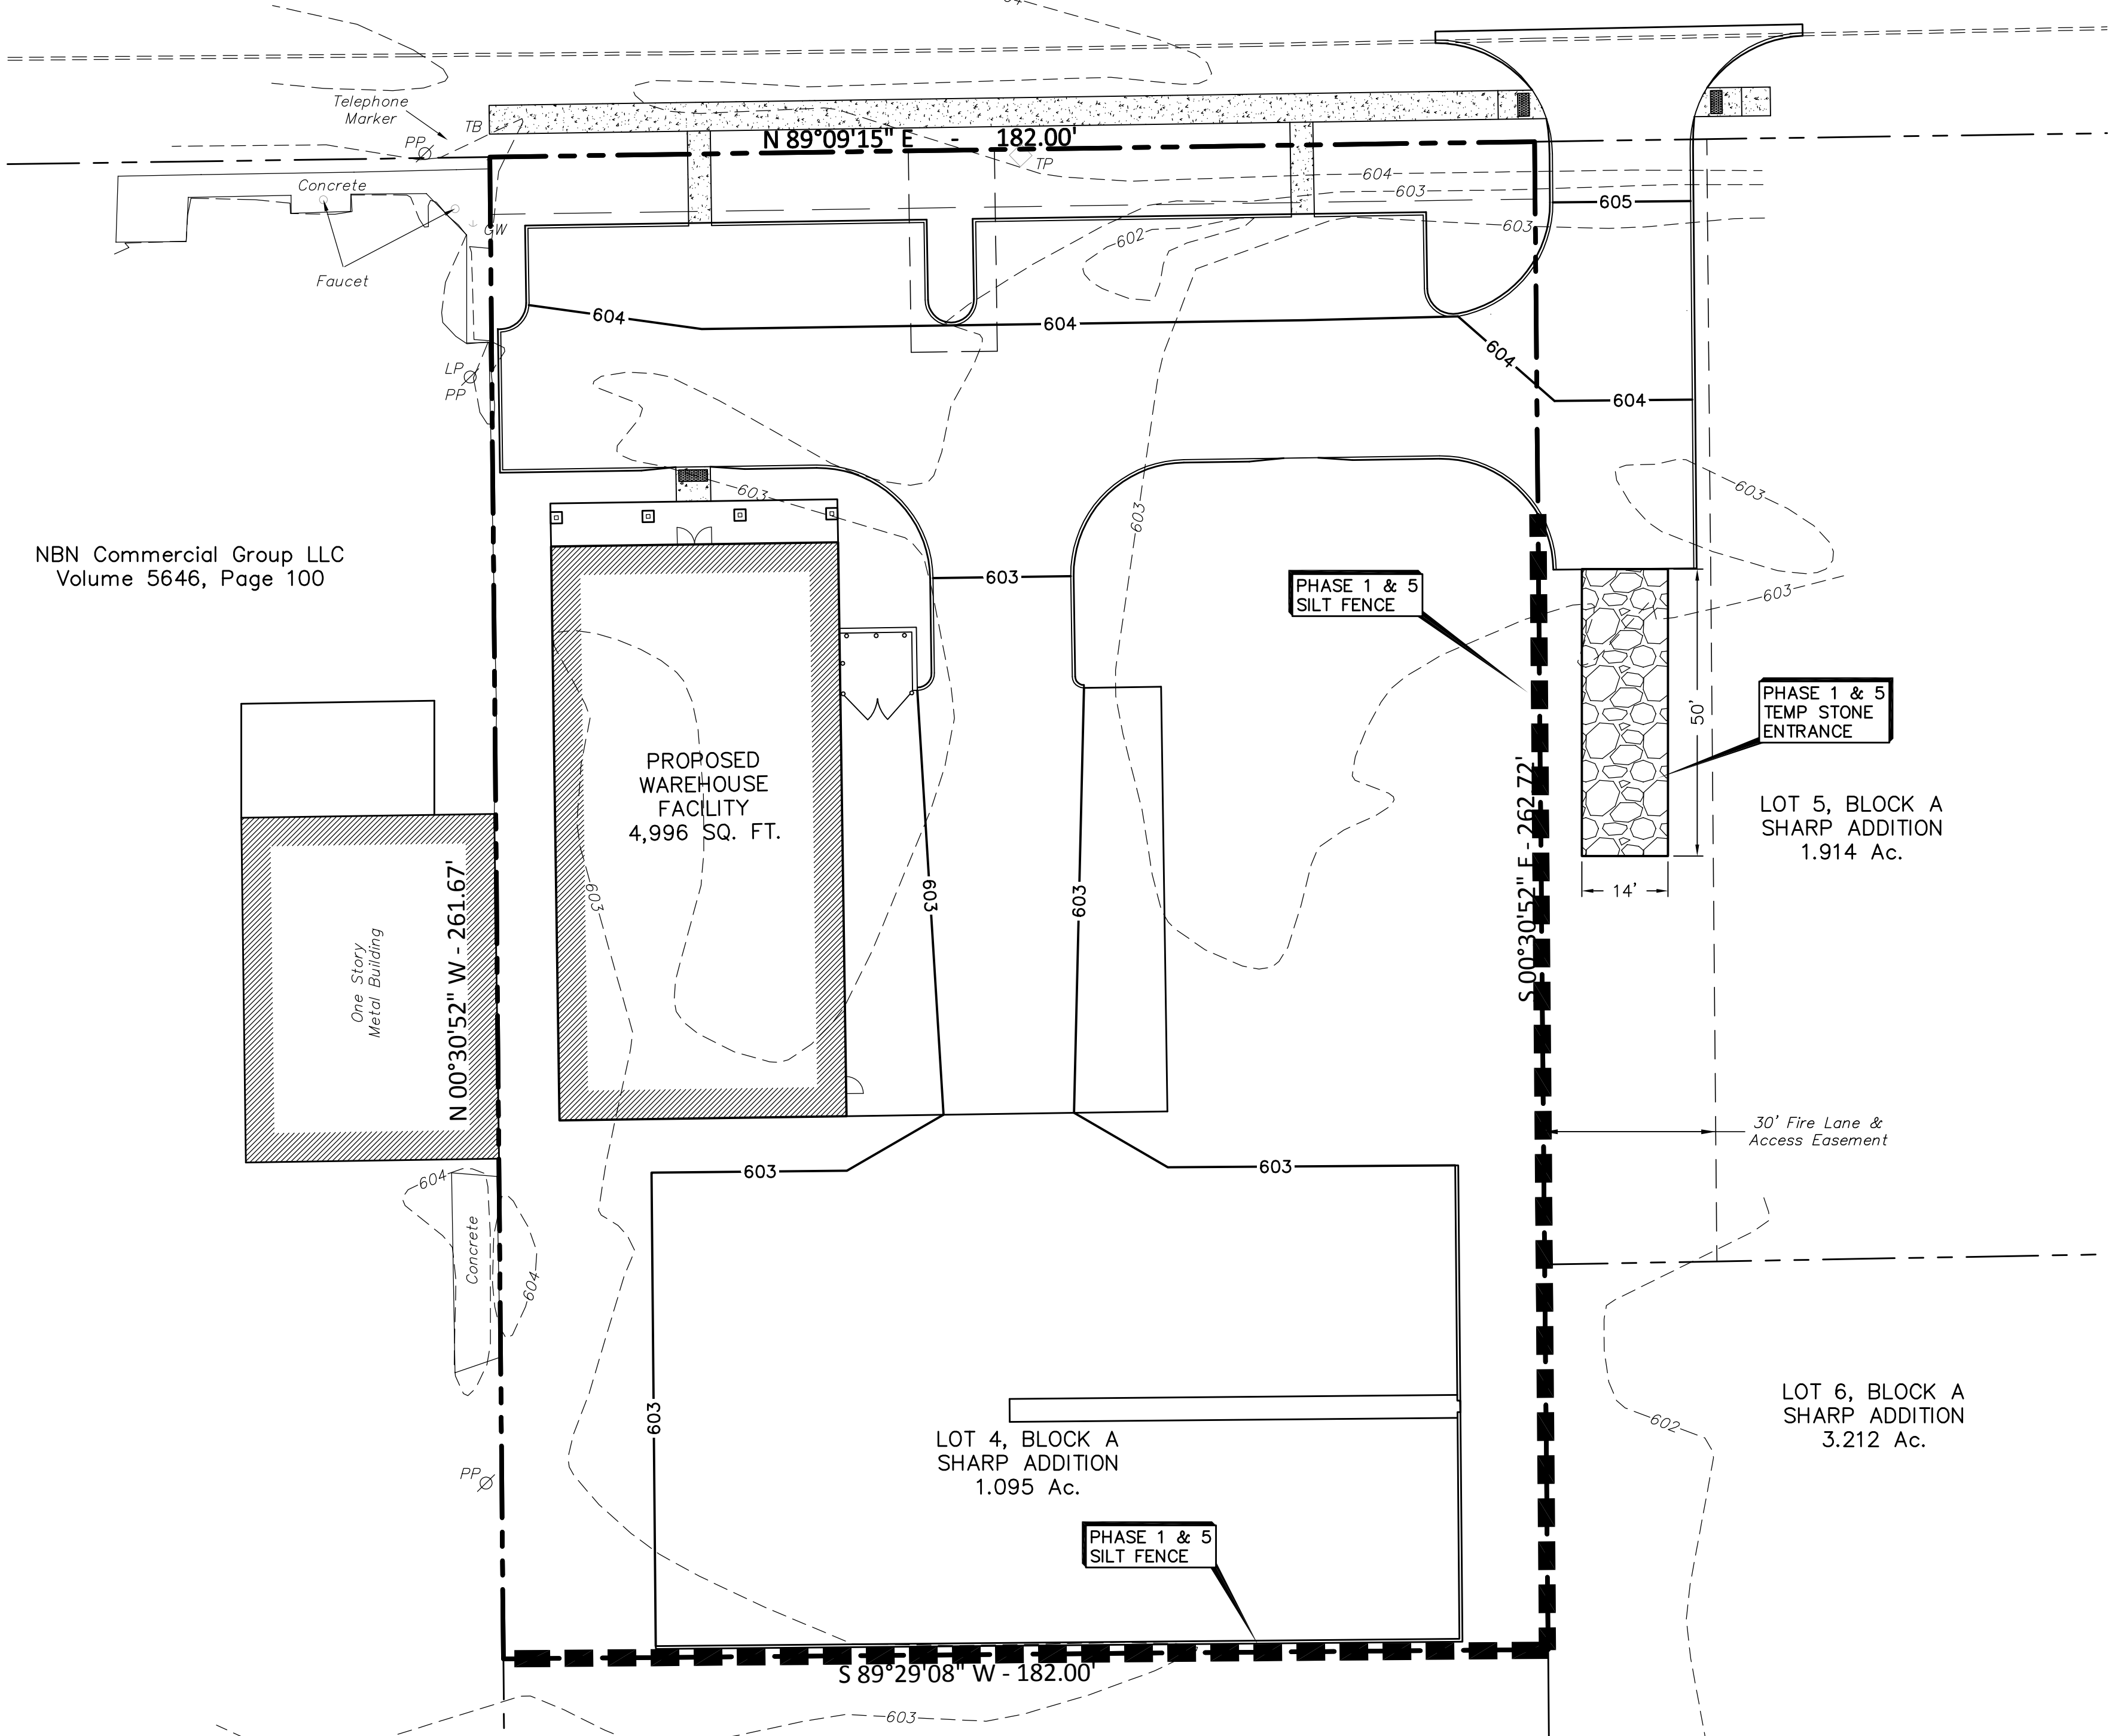 Telephone
Marker
PP
TB
N 89°09'15" E - 182.00'
TP
Concrete
604
603
605
GW
602
603
Faucet
604
604
604
604
LP
PP
603
603
603
NBN Commercial Group LLC
Volume 5646, Page 100
603
603
PHASE 1 & 5
SILT FENCE
PHASE 1 & 5
TEMP STONE
ENTRANCE
50'
14'
PROPOSED
WAREHOUSE
FACILITY
4,996 SQ. FT.
LOT 5, BLOCK A
SHARP ADDITION
1.914 Ac.
S 00°30'52" E - 262.72'
N 00°30'52" W - 261.67'
One Story
Metal Building
603
603
603
30' Fire Lane &
Access Easement
603
603
604
Concrete
604
603
LOT 4, BLOCK A
SHARP ADDITION
1.095 Ac.
LOT 6, BLOCK A
SHARP ADDITION
3.212 Ac.
602
PP
PHASE 1 & 5
SILT FENCE
S 89°29'08" W - 182.00'
603